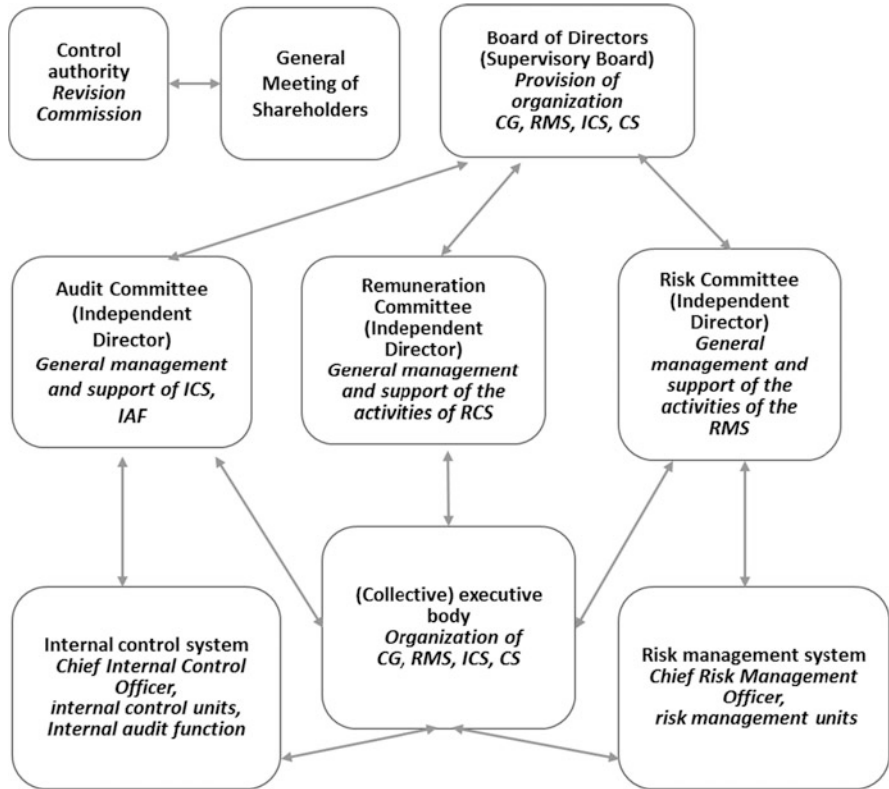 Control
authority
Revision
Commission
General
Meeting of
Shareholders
Board of Directors
(Supervisory Board)
Provision of
organization
CG, RMS, ICS, CS
Audit Committee
(Independent
Director)
General management
and support of ICS,
IAF
Remuneration
Committee
(Independent
Director)
General management
and support of the
activities of RCS
Risk Committee
(Independent
Director)
General
management and
support of the
activities of the
RMS
Internal control system
Chief Internal Control
Officer,
internal control units,
Internal audit function
(Collective) executive
body
Organization of
CG, RMS, ICS, CS
Risk management system
Chief Risk Management
Officer,
risk management units